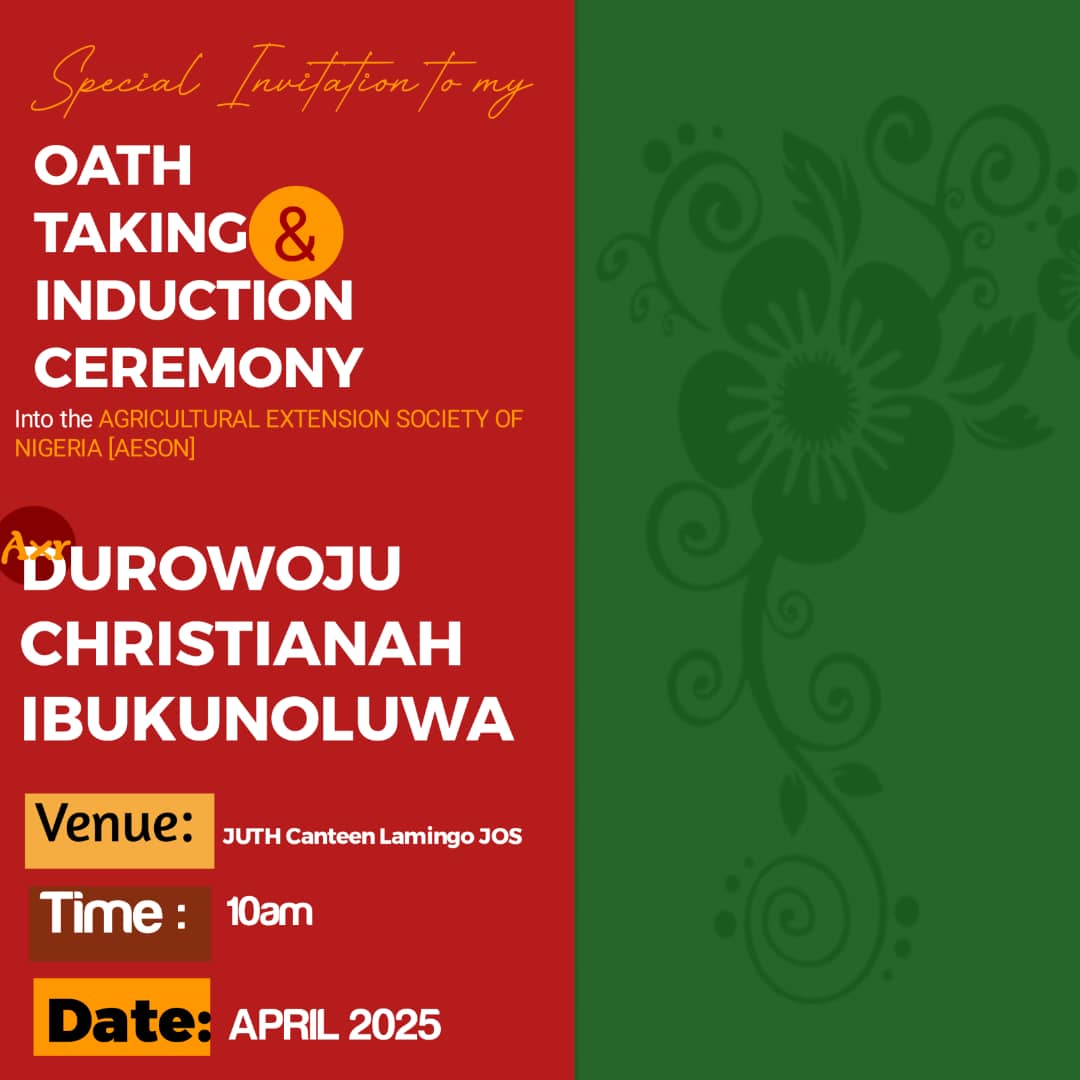 Special Invitation to my
OATH
TAKING &
INDUCTION
CEREMONY
Into the AGRICULTURAL EXTENSION SOCIETY OF
NIGERIA [AESON]
Axr
DUROWOJU
CHRISTIANAH
IBUKUNOLUWA
Venue: JUTH Canteen Lamingo JOS
Time : 10am
Date: APRIL 2025